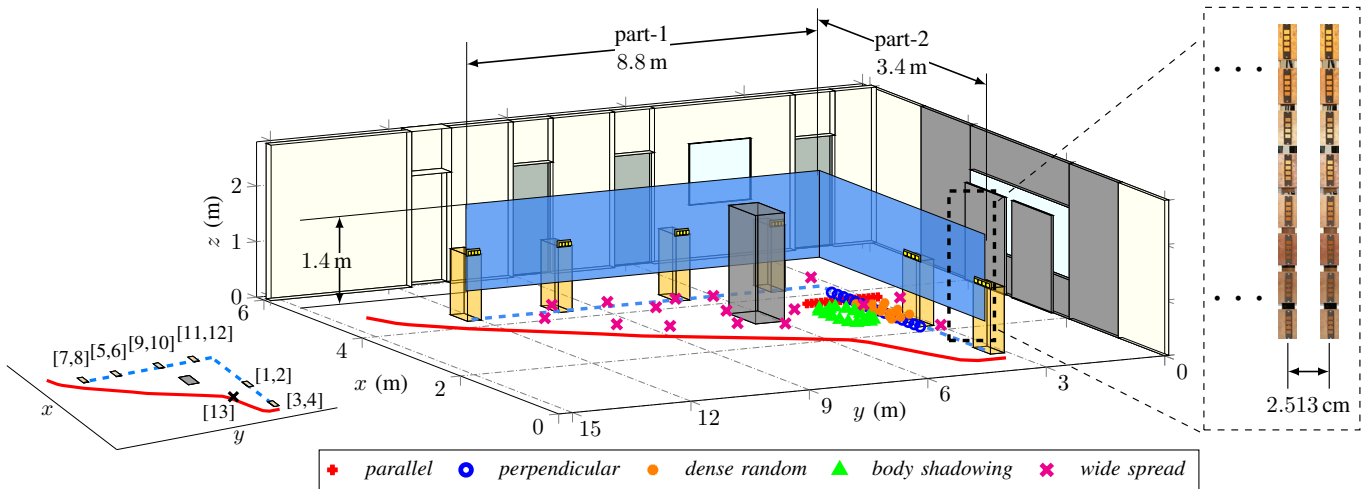 part-1
8.8 m
part-2
3.4 m
z (m)
2
1
0
1.4 m
6
4
2
0
x (m)
15
12
9
6
3
0
y (m)
[7,8]
[5,6]
[9,10]
[11,12]
[1,2]
[3,4]
[13]
x
y
2.513 cm
parallel
perpendicular
dense random
body shadowing
wide spread